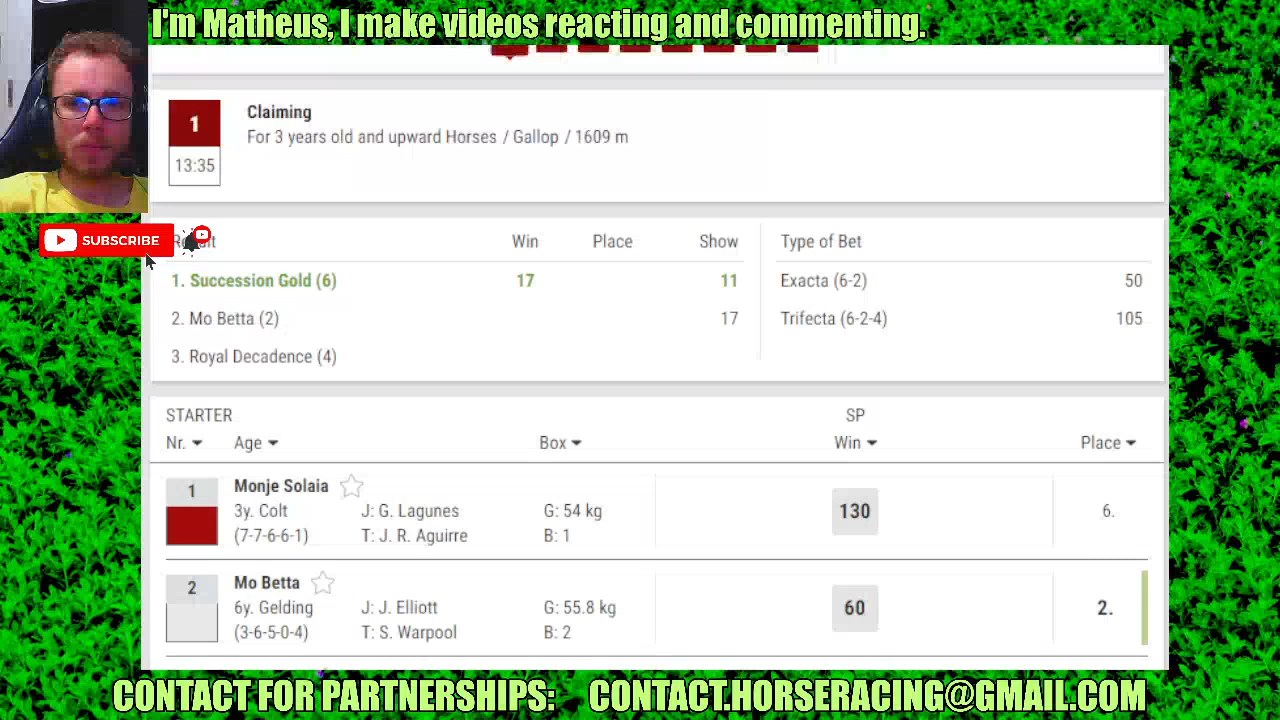 I'm Matheus, I make videos reacting and commenting.
1
Claiming
For 3 years old and upward Horses / Gallop / 1609 m
13:35
SUBSCRIBE
Win Place Show Type of Bet
1. Succession Gold (6) 17 11 Exacta (6-2) 50
2. Mo Betta (2) 17 Trifecta (6-2-4) 105
3. Royal Decadence (4)
STARTER SP
Nr. Age Box Win Place
1 Monje Solaia
3y. Colt J: G. Lagunes G: 54 kg 130 6.
(7-7-6-6-1) T: J. R. Aguirre B: 1
2 Mo Betta
6y. Gelding J: J. Elliott G: 55.8 kg 60 2.
(3-6-5-0-4) T: S. Warpool B: 2
CONTACT FOR PARTNERSHIPS: CONTACT.HORSERACING@GMAIL.COM